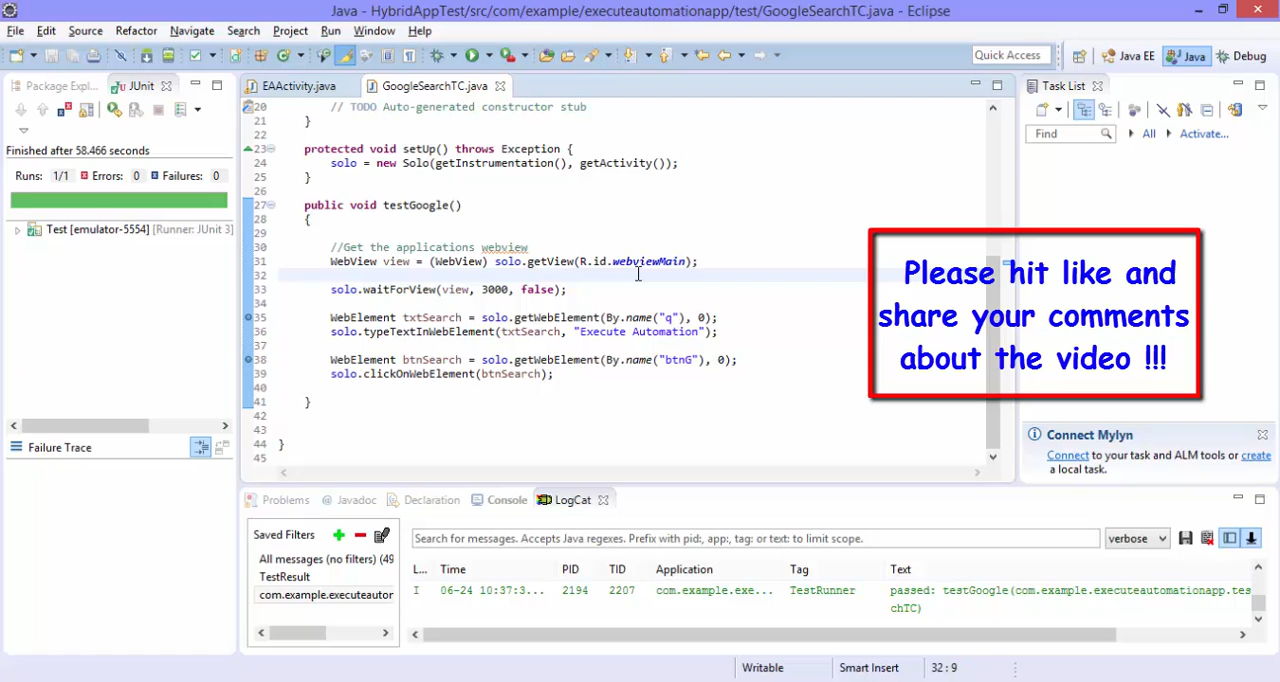 Java - HybridAppTest/src/com/example/executeautomationapp/test/GoogleSearchTC.java - Eclipse
File Edit Source Refactor Navigate Search Project Run Window Help
Quick Access Java EE Java Debug
Package Expl... JUnit
EAActivity.java GoogleSearchTC.java
Task List
Find All Activate...
Finished after 58.466 seconds
Runs: 1/1 Errors: 0 Failures: 0
Test [emulator-5554] [Runner: JUnit 3]
Failure Trace
20 // TODO Auto-generated constructor stub
21 }
22
23 protected void setUp() throws Exception {
24 solo = new Solo(getInstrumentation(), getActivity());
25 }
26
27 public void testGoogle()
28 {
29
30 //Get the applications webview
31 WebView view = (WebView) solo.getView(R.id.webviewMain);
32
33 solo.waitForView(view, 3000, false);
34
35 WebElement txtSearch = solo.getWebElement(By.name("q"), 0);
36 solo.typeTextInWebElement(txtSearch, "Execute Automation");
37
38 WebElement btnSearch = solo.getWebElement(By.name("btnG"), 0);
39 solo.clickOnWebElement(btnSearch);
40
41 }
42
43
44 }
45
Please hit like and
share your comments
about the video !!!
Connect Mylyn
Connect to your task and ALM tools or create
a local task.
Problems Javadoc Declaration Console LogCat
Saved Filters
All messages (no filters) (49
TestResult
com.example.executeautor
Search for messages. Accepts Java regexes. Prefix with pid:, app:, tag: or text: to limit scope.
verbose
L... Time PID TID Application Tag Text
I 06-24 10:37:3... 2194 2207 com.example.exe... TestRunner passed: testGoogle(com.example.executeautomationapp.tes
chTC)
Writable Smart Insert 32:9